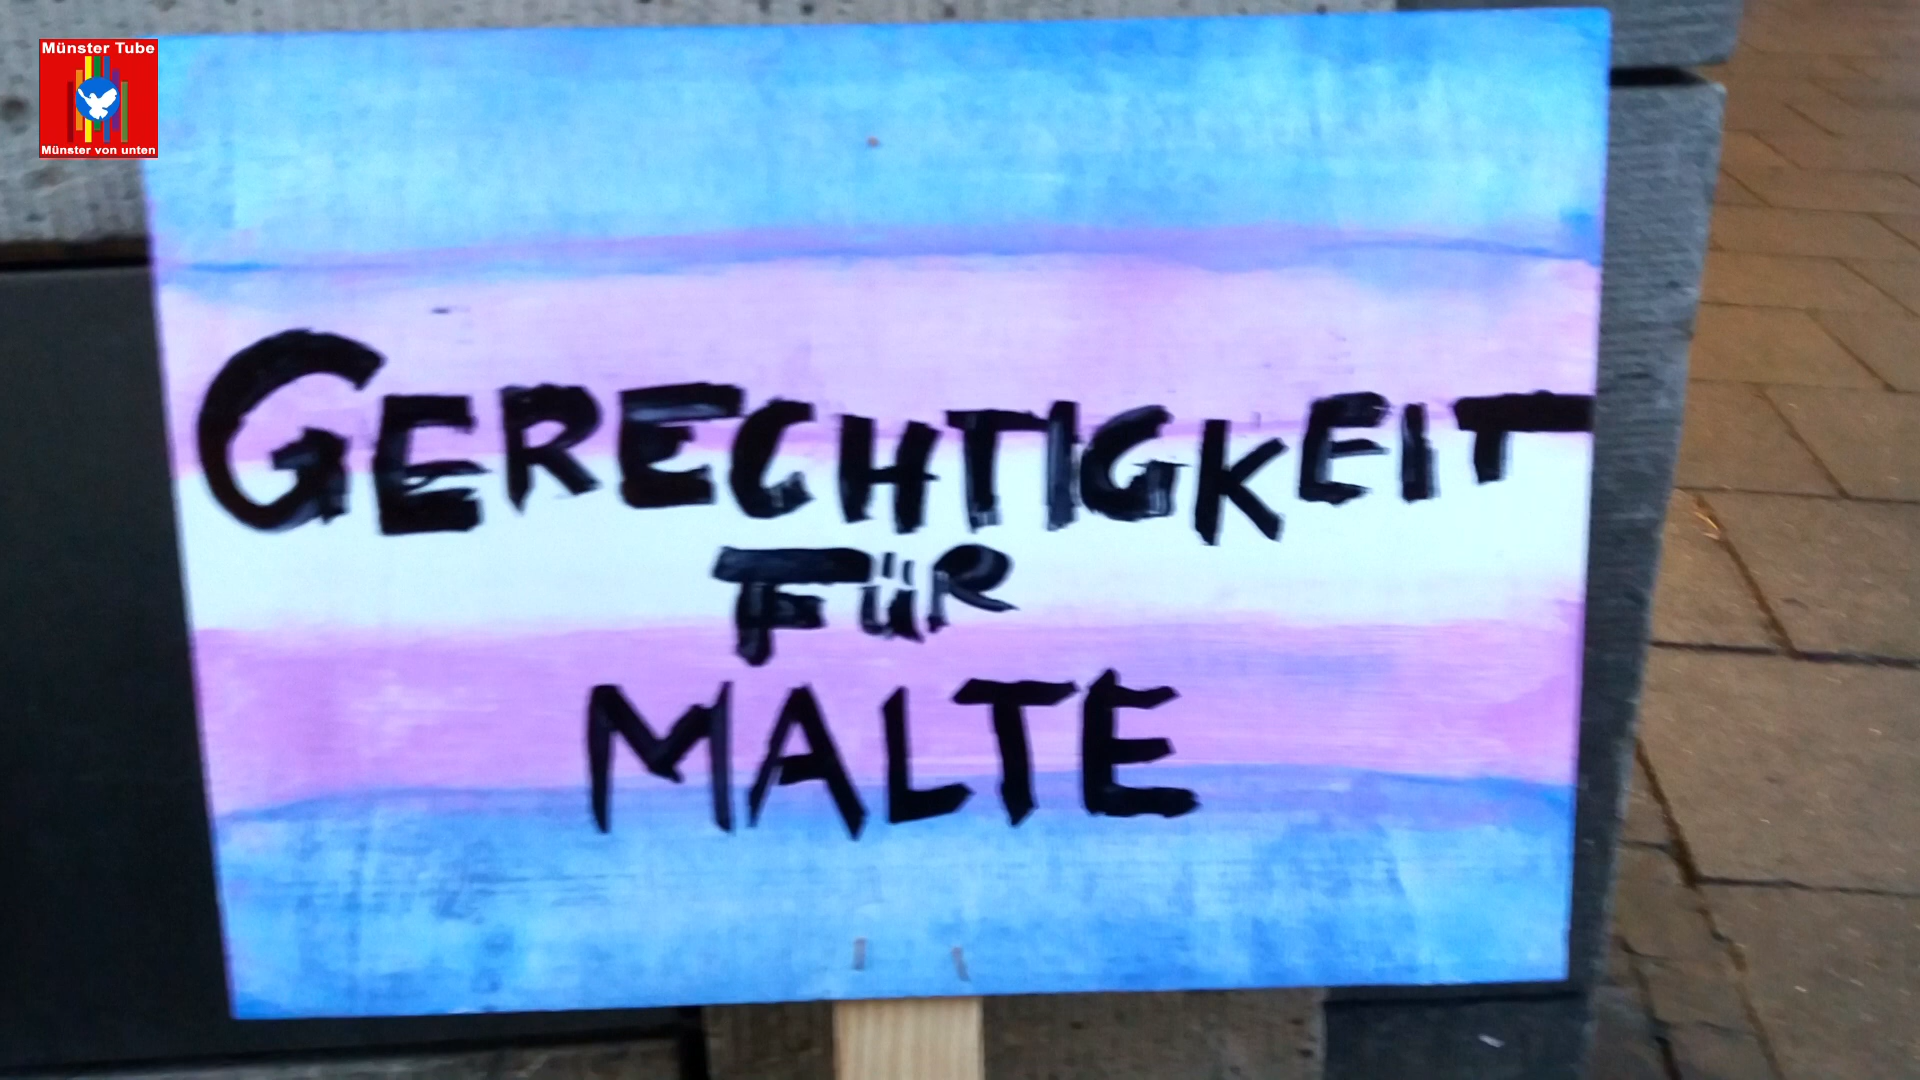 Münster Tube
Münster von unten
GERECHTIGKEIT
FÜR
MALTE